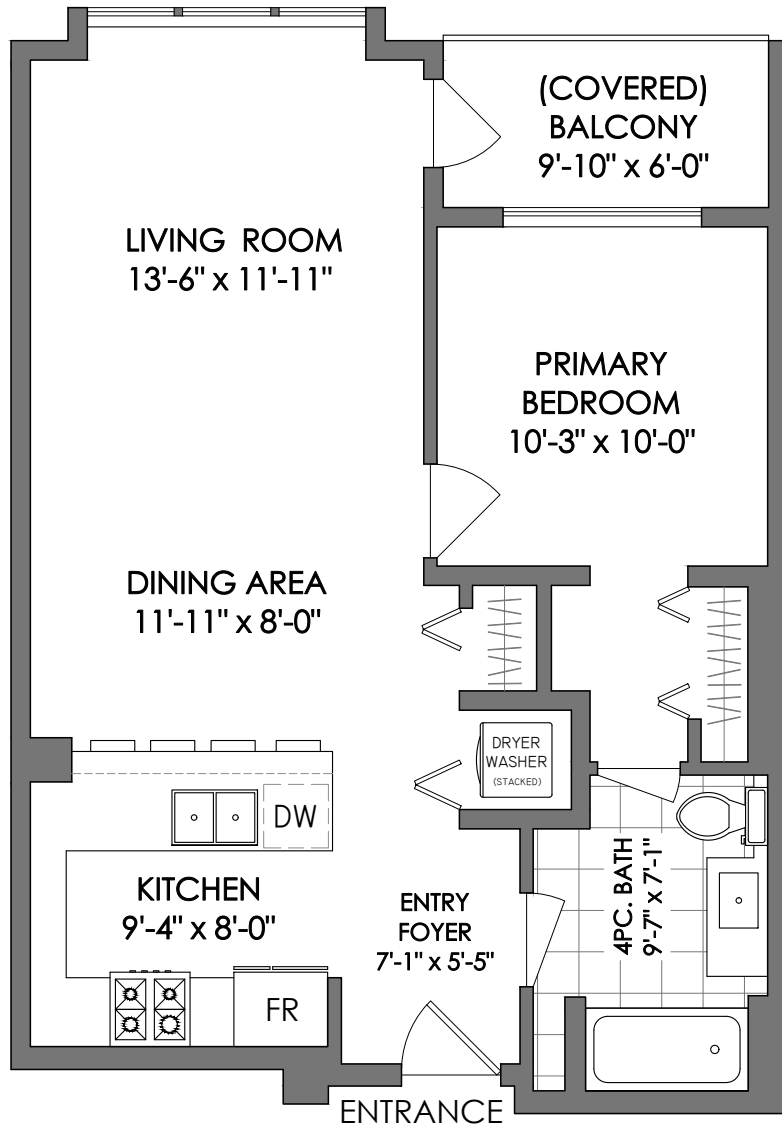 (COVERED)
BALCONY
9'-10" x 6'-0"
LIVING ROOM
13'-6" x 11'-11"
PRIMARY
BEDROOM
10'-3" x 10'-0"
DINING AREA
11'-11" x 8'-0"
DRYER
WASHER
(STACKED)
DW
KITCHEN
9'-4" x 8'-0"
ENTRY
FOYER
7'-1" x 5'-5"
4PC. BATH
9'-7" x 7'-1"
FR
ENTRANCE